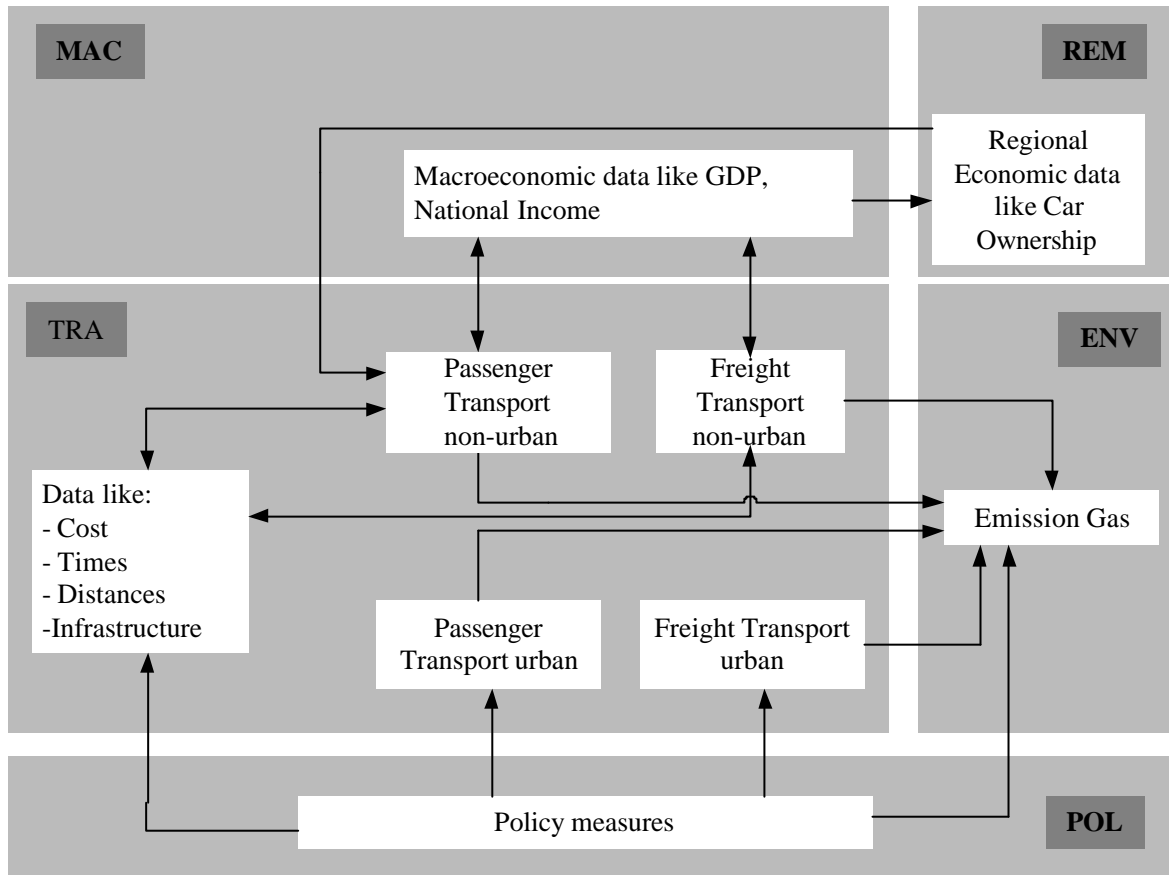 MAC
REM
Macroeconomic data like GDP,
National Income
Regional
Economic data
like Car
Ownership
TRA
ENV
Passenger
Transport
non-urban
Freight
Transport
non-urban
Data like:
- Cost
- Times
- Distances
-Infrastructure
Emission Gas
Passenger
Transport urban
Freight Transport
urban
Policy measures
POL